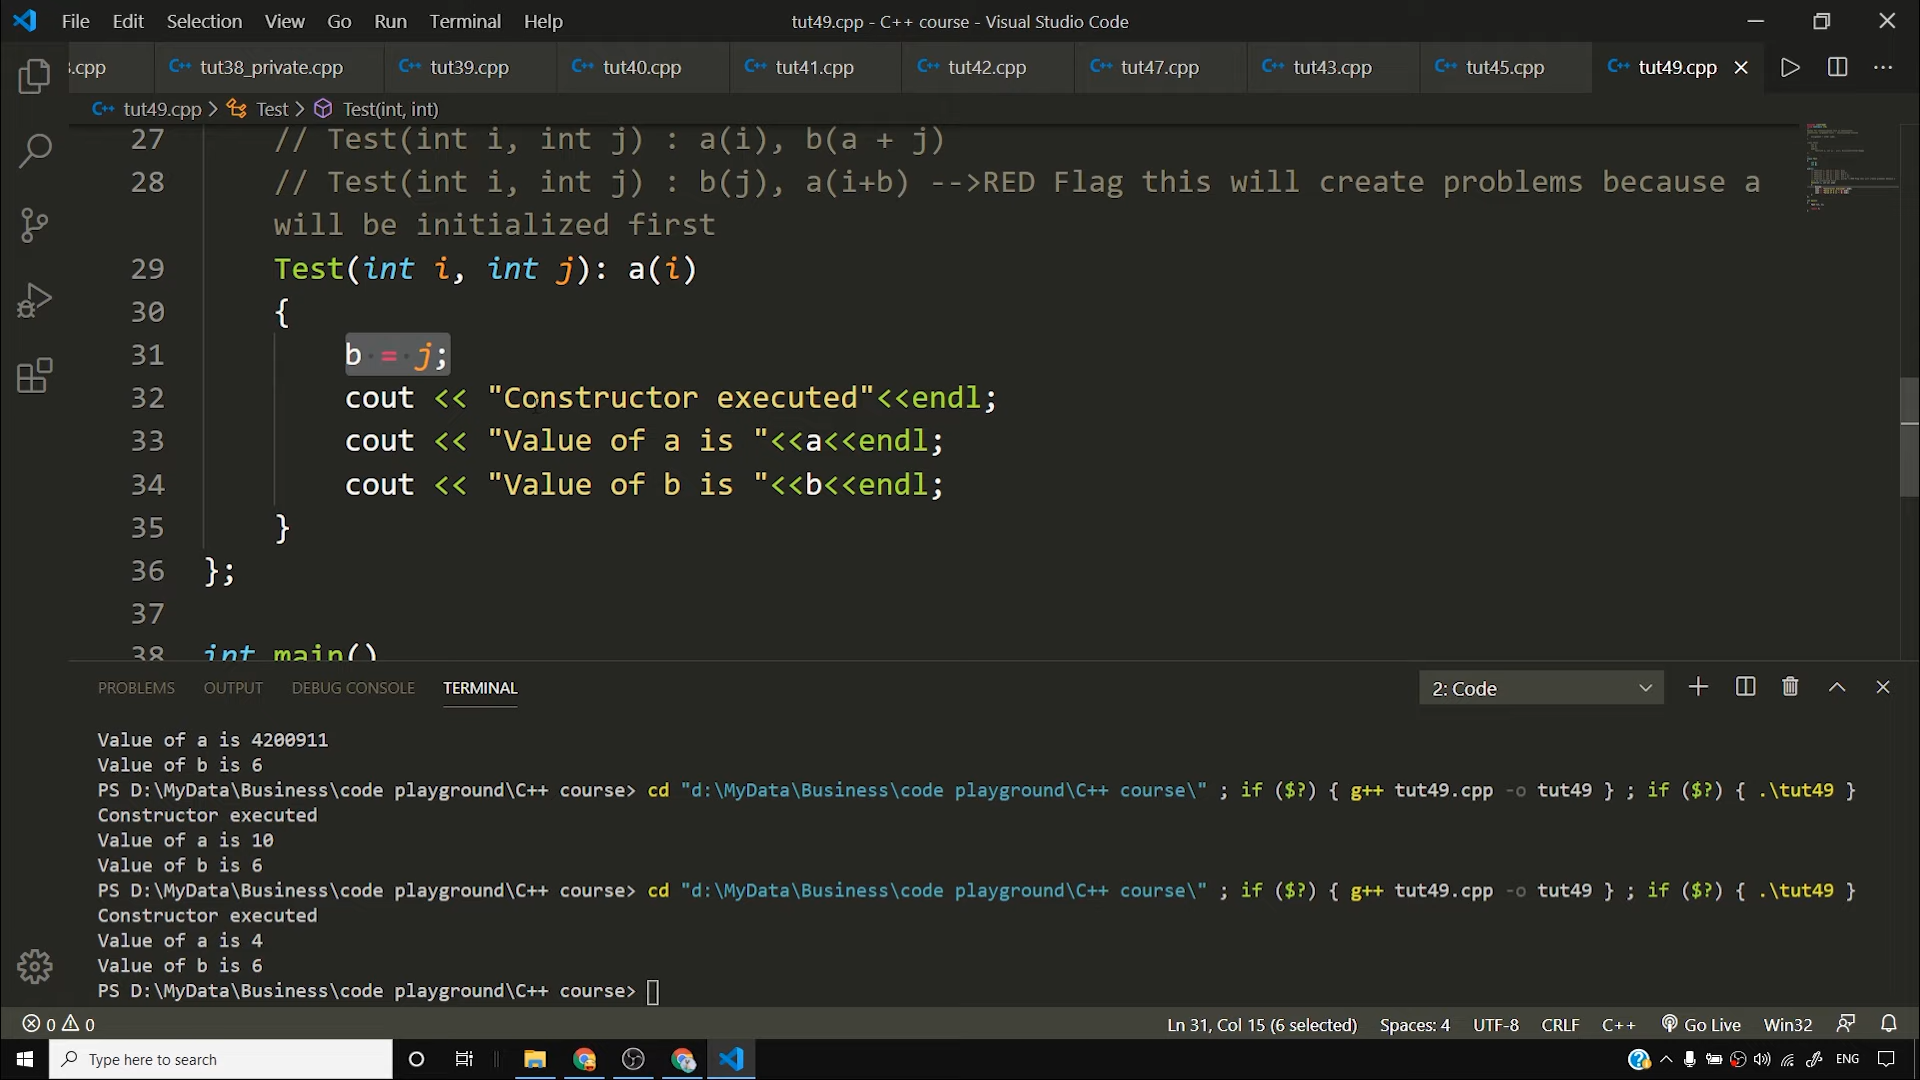 File Edit Selection View Go Run Terminal Help
tut49.cpp - C++ course - Visual Studio Code
3.cpp
tut38_private.cpp
tut39.cpp
tut40.cpp
tut41.cpp
tut42.cpp
tut47.cpp
tut43.cpp
tut45.cpp
tut49.cpp
tut49.cpp > Test > Test(int, int)
27 // Test(int i, int j) : a(i), b(a + j)
28 // Test(int i, int j) : b(j), a(i+b) -->RED Flag this will create problems because a
will be initialized first
29 Test(int i, int j): a(i)
30 {
31 b = j;
32 cout << "Constructor executed"<<endl;
33 cout << "Value of a is "<<a<<endl;
34 cout << "Value of b is "<<b<<endl;
35 }
36 };
37
38 int main()
PROBLEMS OUTPUT DEBUG CONSOLE TERMINAL
2: Code
Value of a is 4200911
Value of b is 6
PS D:\MyData\Business\code playground\C++ course> cd "d:\MyData\Business\code playground\C++ course\" ; if ($?) { g++ tut49.cpp -o tut49 } ; if ($?) { .\tut49 }
Constructor executed
Value of a is 10
Value of b is 6
PS D:\MyData\Business\code playground\C++ course> cd "d:\MyData\Business\code playground\C++ course\" ; if ($?) { g++ tut49.cpp -o tut49 } ; if ($?) { .\tut49 }
Constructor executed
Value of a is 4
Value of b is 6
PS D:\MyData\Business\code playground\C++ course>
0 0
Ln 31, Col 15 (6 selected) Spaces: 4 UTF-8 CRLF C++ Go Live Win32
Type here to search
ENG